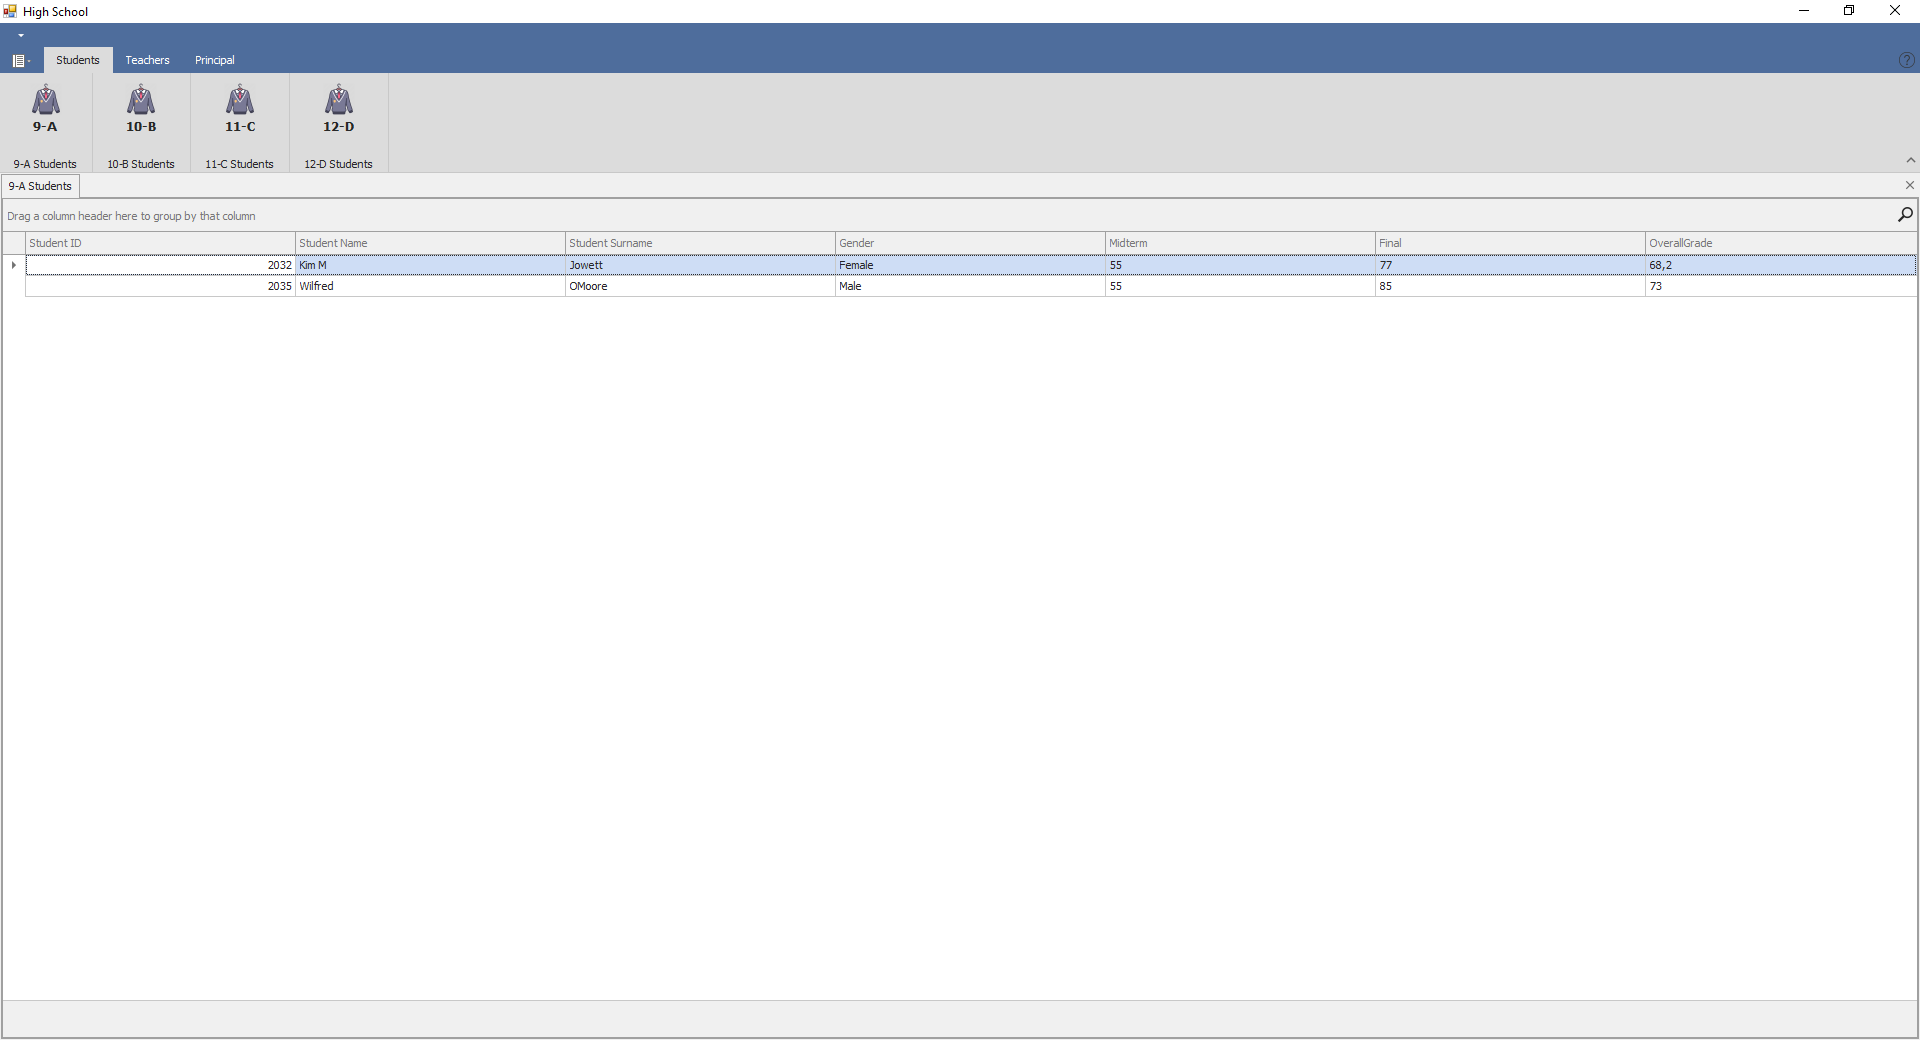 High School
Students Teachers Principal
9-A 10-B 11-C 12-D
9-A Students 10-B Students 11-C Students 12-D Students
9-A Students
Drag a column header here to group by that column
Student ID Student Name Student Surname Gender Midterm Final OverallGrade
2032 Kim M Jowett Female 55 77 68,2
2035 Wilfred OMoore Male 55 85 73